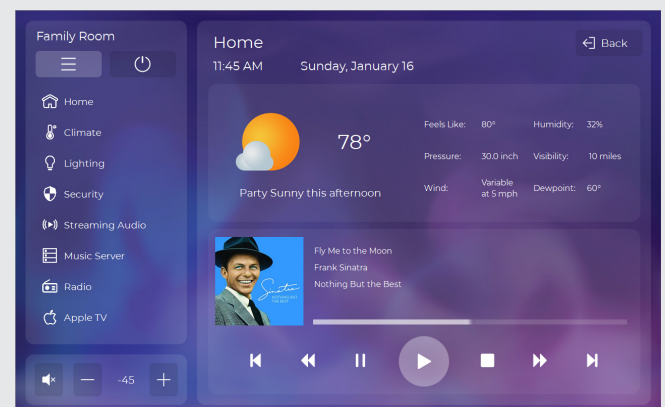 Family Room
Home
Climate
Lighting
Security
Streaming Audio
Music Server
Radio
Apple TV
-45
Home
Back
11:45 AM Sunday, January 16
78°
Party Sunny this afternoon
Feels Like: 80° Humidity: 32%
Pressure: 30.0 inch Visibility: 10 miles
Wind: Variable at 5 mph Dewpoint: 60°
Sinatra
NOTHING BUT
THE BEST
Fly Me to the Moon
Frank Sinatra
Nothing But the Best